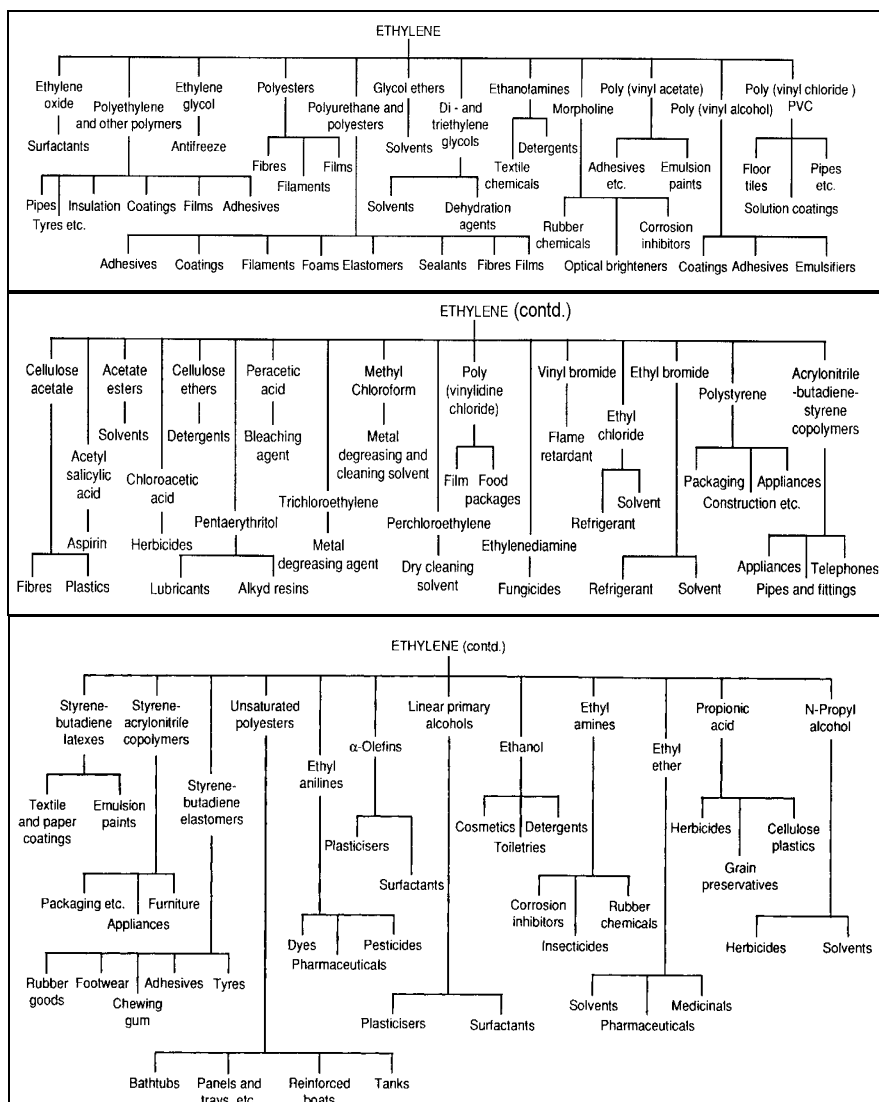 ETHYLENE
Ethylene
oxide
Surfactants
Polyethylene
and other polymers
Pipes
Tyres etc.
Insulation
Coatings
Films
Adhesives
Ethylene
glycol
Antifreeze
Polyesters
Fibres
Filaments
Films
Polyurethane and
polyesters
Adhesives
Coatings
Filaments
Foams
Elastomers
Sealants
Fibres
Films
Glycol ethers
Solvents
Di - and
triethylene
glycols
Solvents
Dehydration
agents
Ethanolamines
Textile
chemicals
Detergents
Morpholine
Rubber
chemicals
Optical brighteners
Corrosion
inhibitors
Poly (vinyl acetate)
Adhesives
etc.
Emulsion
paints
Poly (vinyl alcohol)
Coatings
Adhesives
Emulsifiers
Poly (vinyl chloride )
PVC
Floor
tiles
Solution coatings
Pipes
etc.
ETHYLENE (contd.)
Cellulose
acetate
Fibres
Plastics
Acetyl
salicylic
acid
Aspirin
Acetate
esters
Solvents
Chloroacetic
acid
Herbicides
Cellulose
ethers
Detergents
Pentaerythritol
Lubricants
Alkyd resins
Peracetic
acid
Bleaching
agent
Trichloroethylene
Metal
degreasing agent
Methyl
Chloroform
Metal
degreasing and
cleaning solvent
Perchloroethylene
Dry cleaning
solvent
Poly
(vinylidine
chloride)
Film
Food
packages
Ethylenediamine
Fungicides
Vinyl bromide
Flame
retardant
Ethyl
chloride
Refrigerant
Solvent
Ethyl bromide
Refrigerant
Solvent
Polystyrene
Packaging
Construction etc.
Appliances
Acrylonitrile
-butadiene-
styrene
copolymers
Appliances
Pipes and fittings
Telephones
ETHYLENE (contd.)
Styrene-
butadiene
latexes
Textile
and paper
coatings
Emulsion
paints
Styrene-
acrylonitrile
copolymers
Packaging etc.
Appliances
Furniture
Styrene-
butadiene
elastomers
Rubber
goods
Footwear
Chewing
gum
Adhesives
Tyres
Unsaturated
polyesters
Bathtubs
Panels and
trays, etc.
Reinforced
boats
Tanks
Ethyl
anilines
Dyes
Pharmaceuticals
Pesticides
α-Olefins
Plasticisers
Surfactants
Linear primary
alcohols
Plasticisers
Surfactants
Ethanol
Cosmetics
Toiletries
Detergents
Ethyl
amines
Corrosion
inhibitors
Insecticides
Rubber
chemicals
Ethyl
ether
Solvents
Pharmaceuticals
Medicinals
Propionic
acid
Herbicides
Grain
preservatives
Cellulose
plastics
N-Propyl
alcohol
Herbicides
Solvents